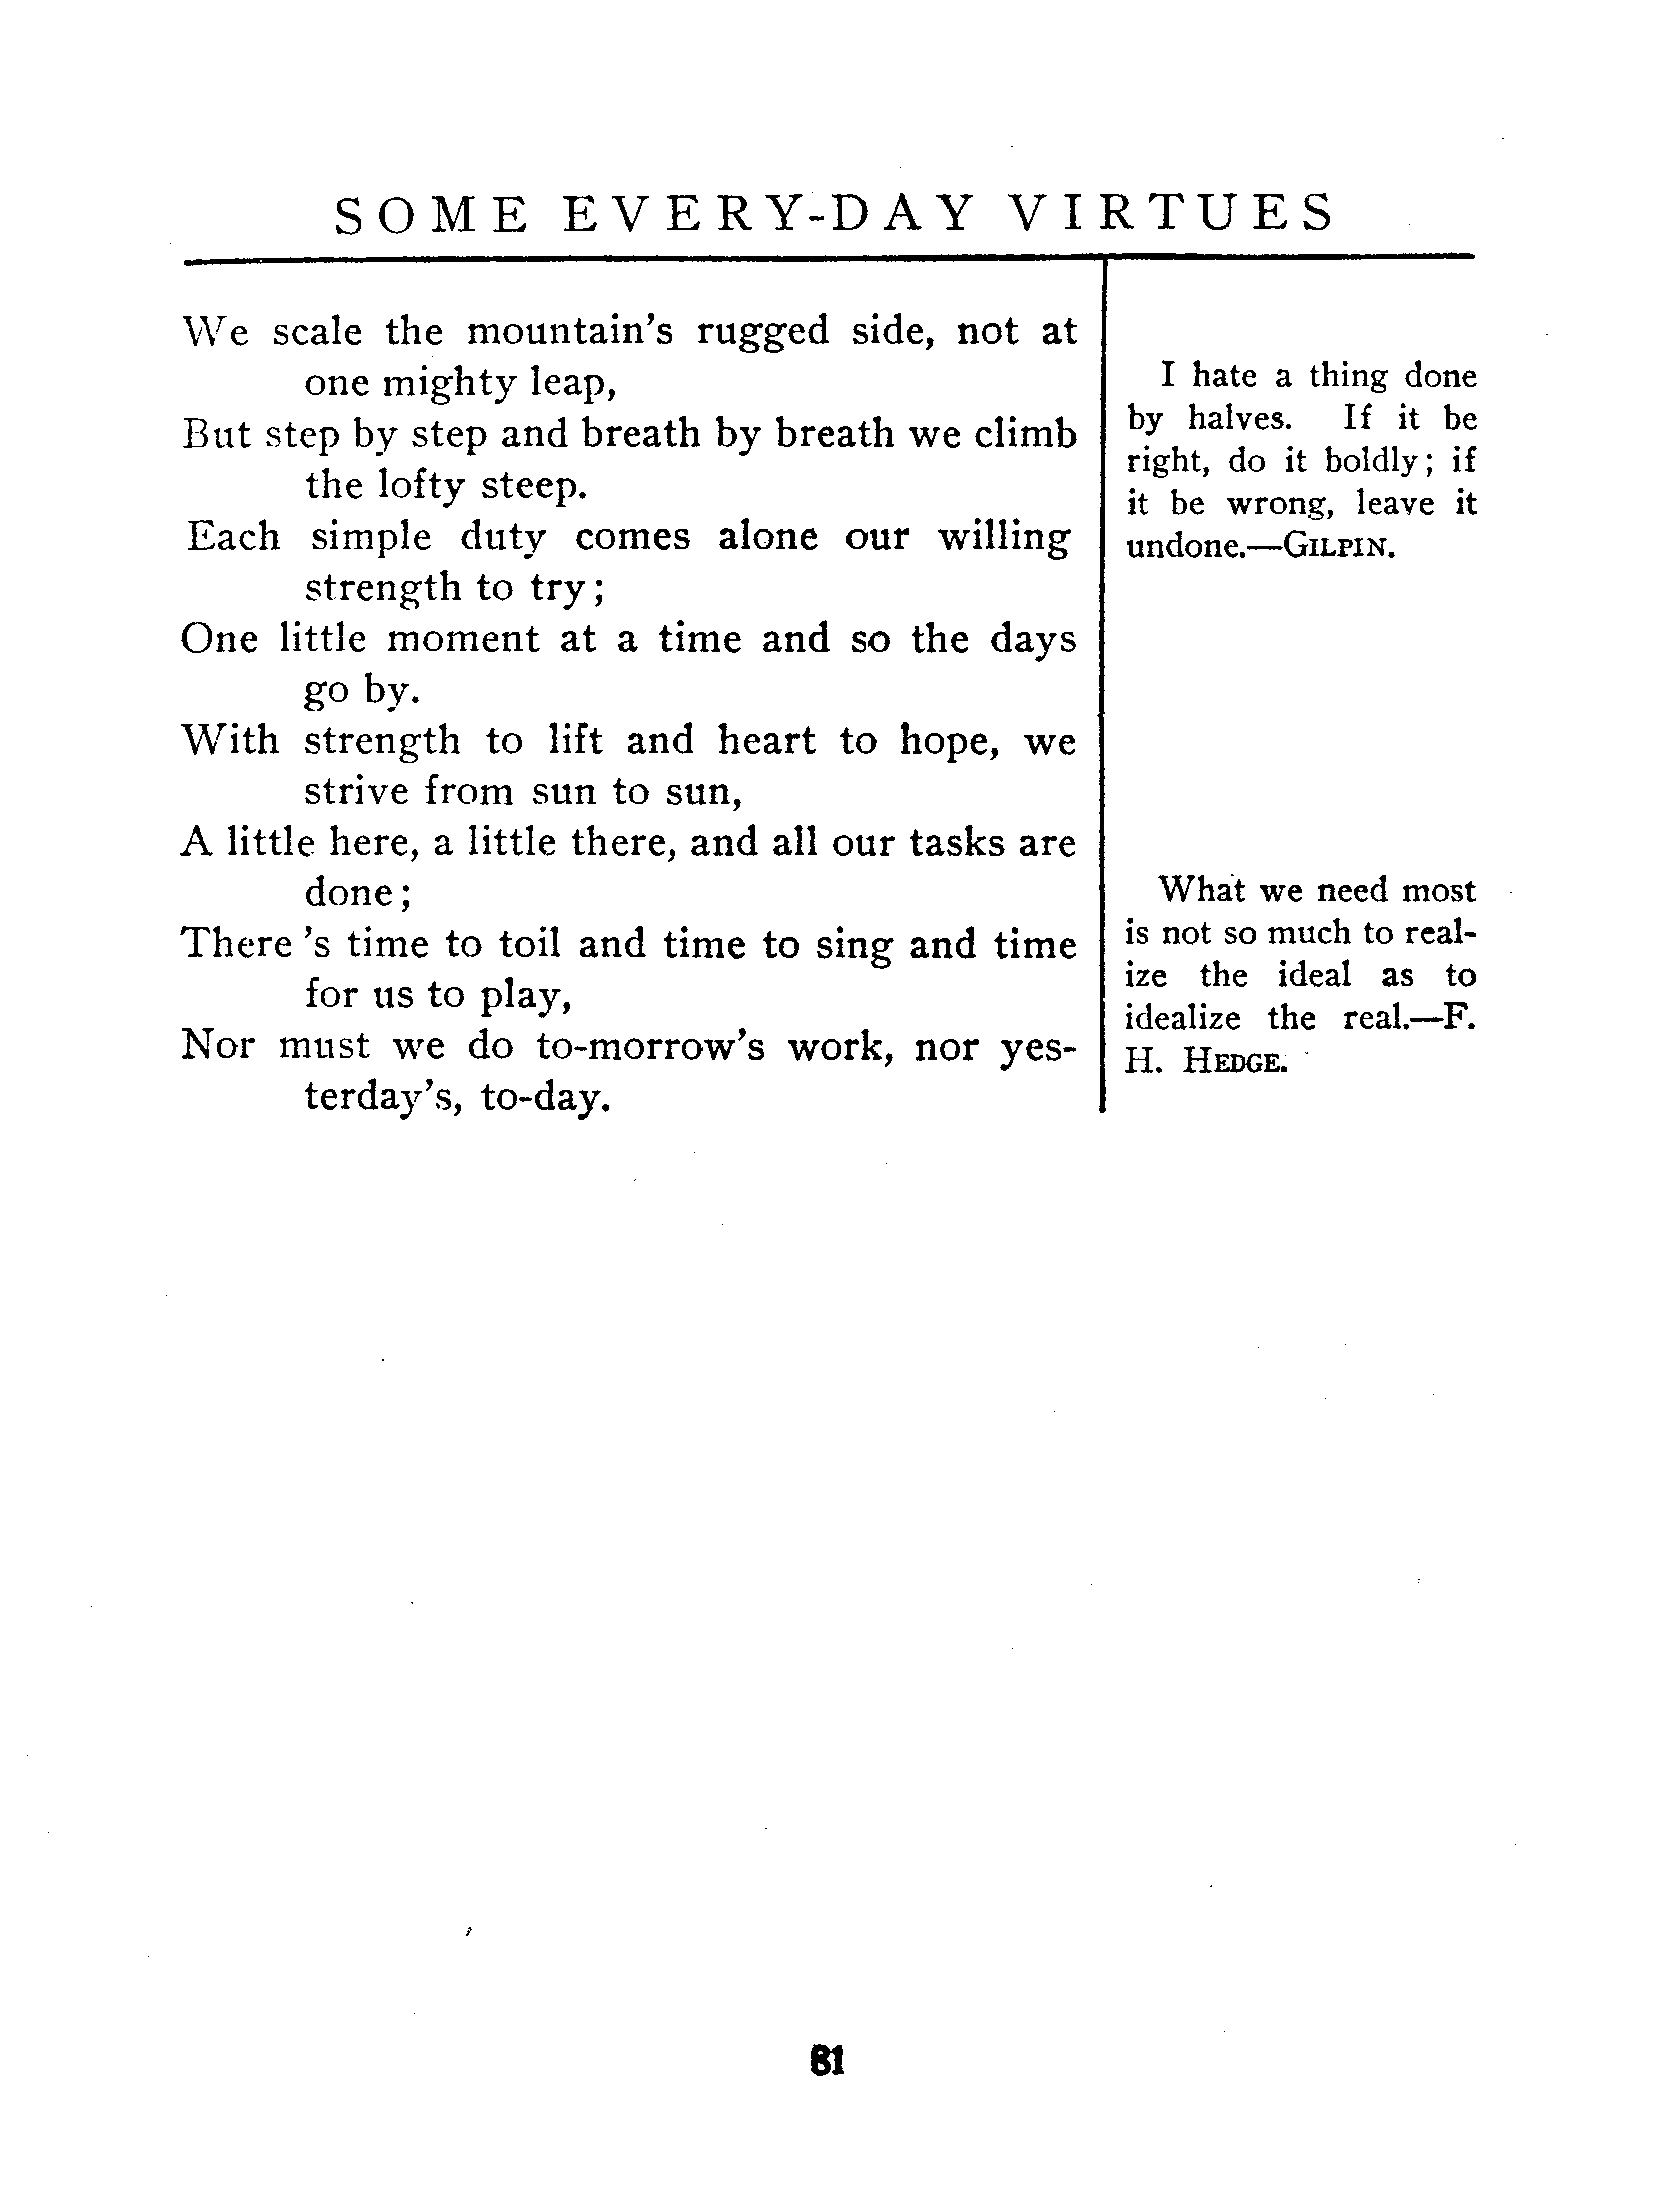 SOME EVERY-DAY VIRTUES
We scale the mountain's rugged side, not at
one mighty leap,
But step by step and breath by breath we climb
the lofty steep.
Each simple duty comes alone our willing
strength to try;
One little moment at a time and so the days
go by.
With strength to lift and heart to hope, we
strive from sun to sun,
A little here, a little there, and all our tasks are
done;
There 's time to toil and time to sing and time
for us to play,
Nor must we do to-morrow's work, nor yes-
terday's, to-day.
I hate a thing done
by halves. If it be
right, do it boldly; if
it be wrong, leave it
undone.—GILPIN.
What we need most
is not so much to real-
ize the ideal as to
idealize the real.—F.
H. HEDGE.
81